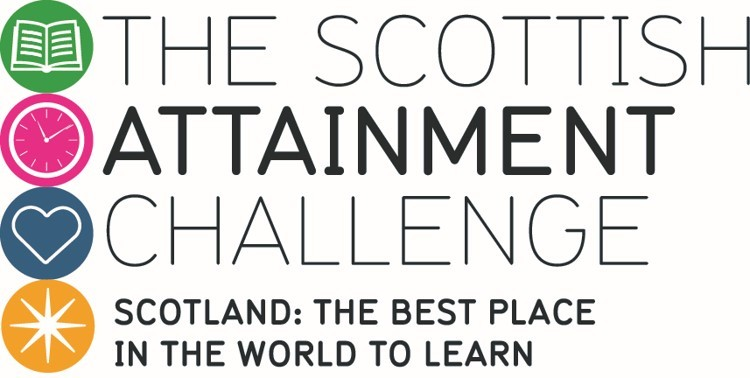 THE SCOTTISH
ATTAINMENT
CHALLENGE
SCOTLAND: THE BEST PLACE
IN THE WORLD TO LEARN